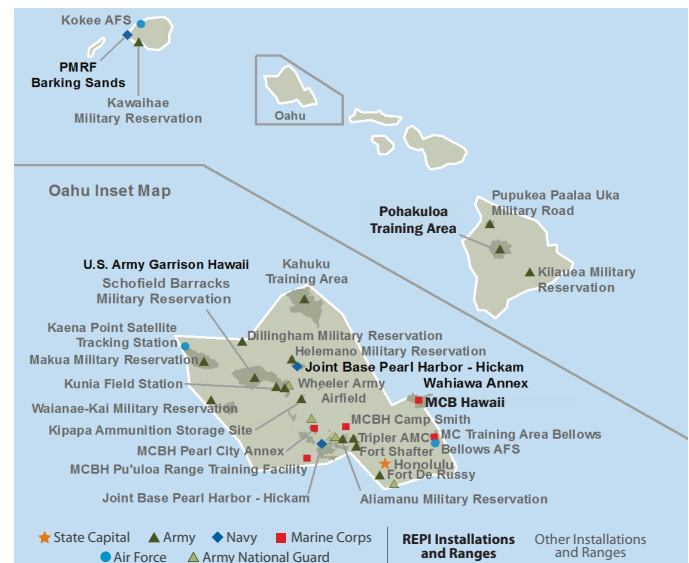 Kokee AFS
PMRF
Barking Sands
Kawaihae
Military Reservation
Oahu
Oahu Inset Map
Pupukea Paalaa Uka
Military Road
Pohakuloa
Training Area
Kilauea Military
Reservation
U.S. Army Garrison Hawaii
Schofield Barracks
Military Reservation
Kahuku
Training Area
Kaena Point Satellite
Tracking Station
Dillingham Military Reservation
Helemano Military Reservation
Makua Military Reservation
Joint Base Pearl Harbor - Hickam
Wahiawa Annex
Kunia Field Station
Wheeler Army
Airfield
MCB Hawaii
Waianae-Kai Military Reservation
Kipapa Ammunition Storage Site
MCBH Camp Smith
MCBH Pearl City Annex
Tripler AMC
MC Training Area Bellows
Bellows AFS
Fort Shafter
MCBH Pu'uloa Range Training Facility
Honolulu
Fort De Russy
Joint Base Pearl Harbor - Hickam
Aliamanu Military Reservation
State Capital
Army
Navy
Marine Corps
Air Force
Army National Guard
REPI Installations
and Ranges
Other Installations
and Ranges